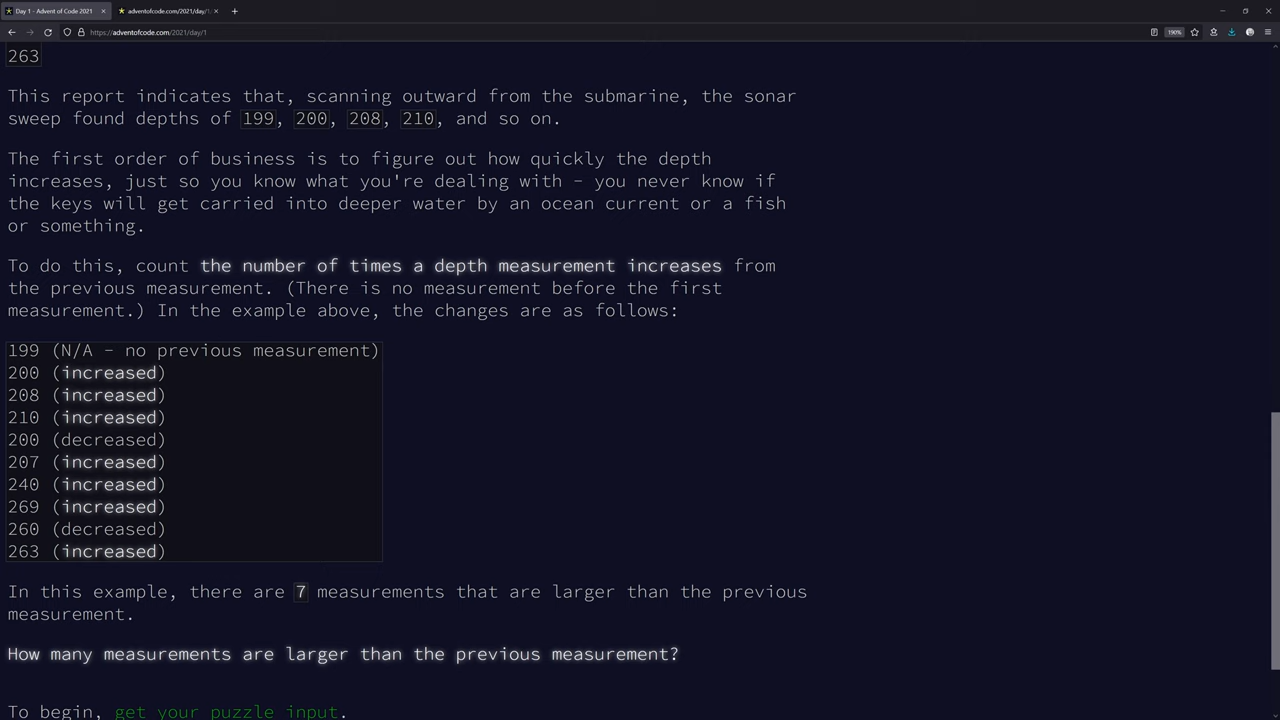 Day 1 - Advent of Code 2021
adventofcode.com/2021/day/1/
https://adventofcode.com/2021/day/1
190%
263
This report indicates that, scanning outward from the submarine, the sonar
sweep found depths of 199, 200, 208, 210, and so on.
The first order of business is to figure out how quickly the depth
increases, just so you know what you're dealing with - you never know if
the keys will get carried into deeper water by an ocean current or a fish
or something.
To do this, count the number of times a depth measurement increases from
the previous measurement. (There is no measurement before the first
measurement.) In the example above, the changes are as follows:
199 (N/A - no previous measurement)
200 (increased)
208 (increased)
210 (increased)
200 (decreased)
207 (increased)
240 (increased)
269 (increased)
260 (decreased)
263 (increased)
In this example, there are 7 measurements that are larger than the previous
measurement.
How many measurements are larger than the previous measurement?
To begin, get your puzzle input.